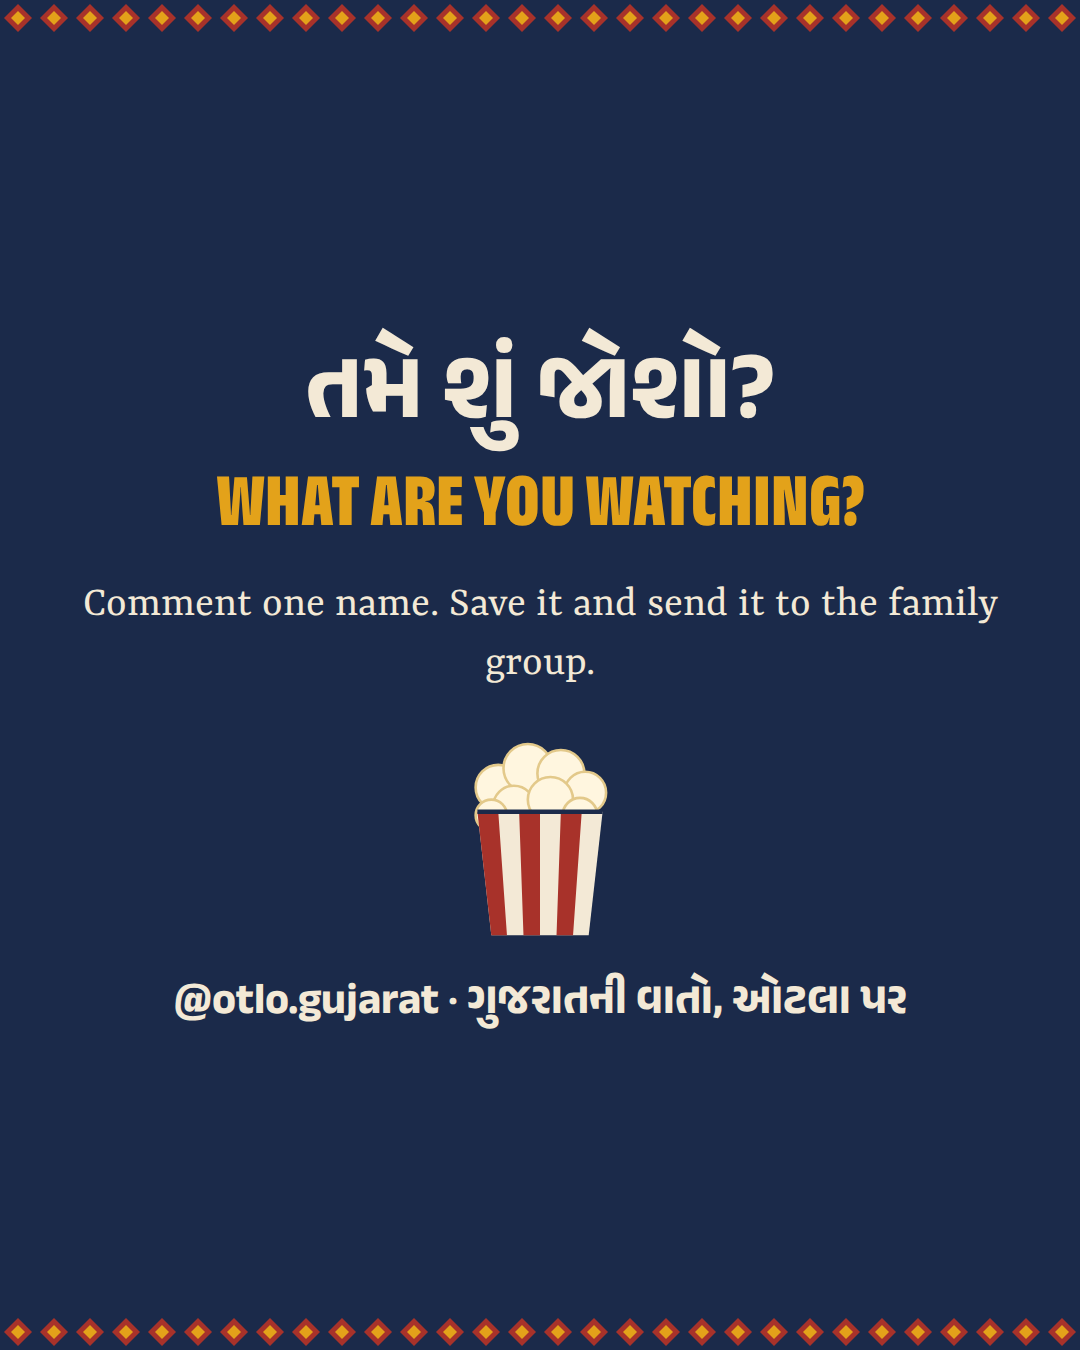 તમે શું જોશો?
WHAT ARE YOU WATCHING?
Comment one name. Save it and send it to the family
group.
@otlo.gujarat · ગુજરાતની વાતો, ઓટલા પર